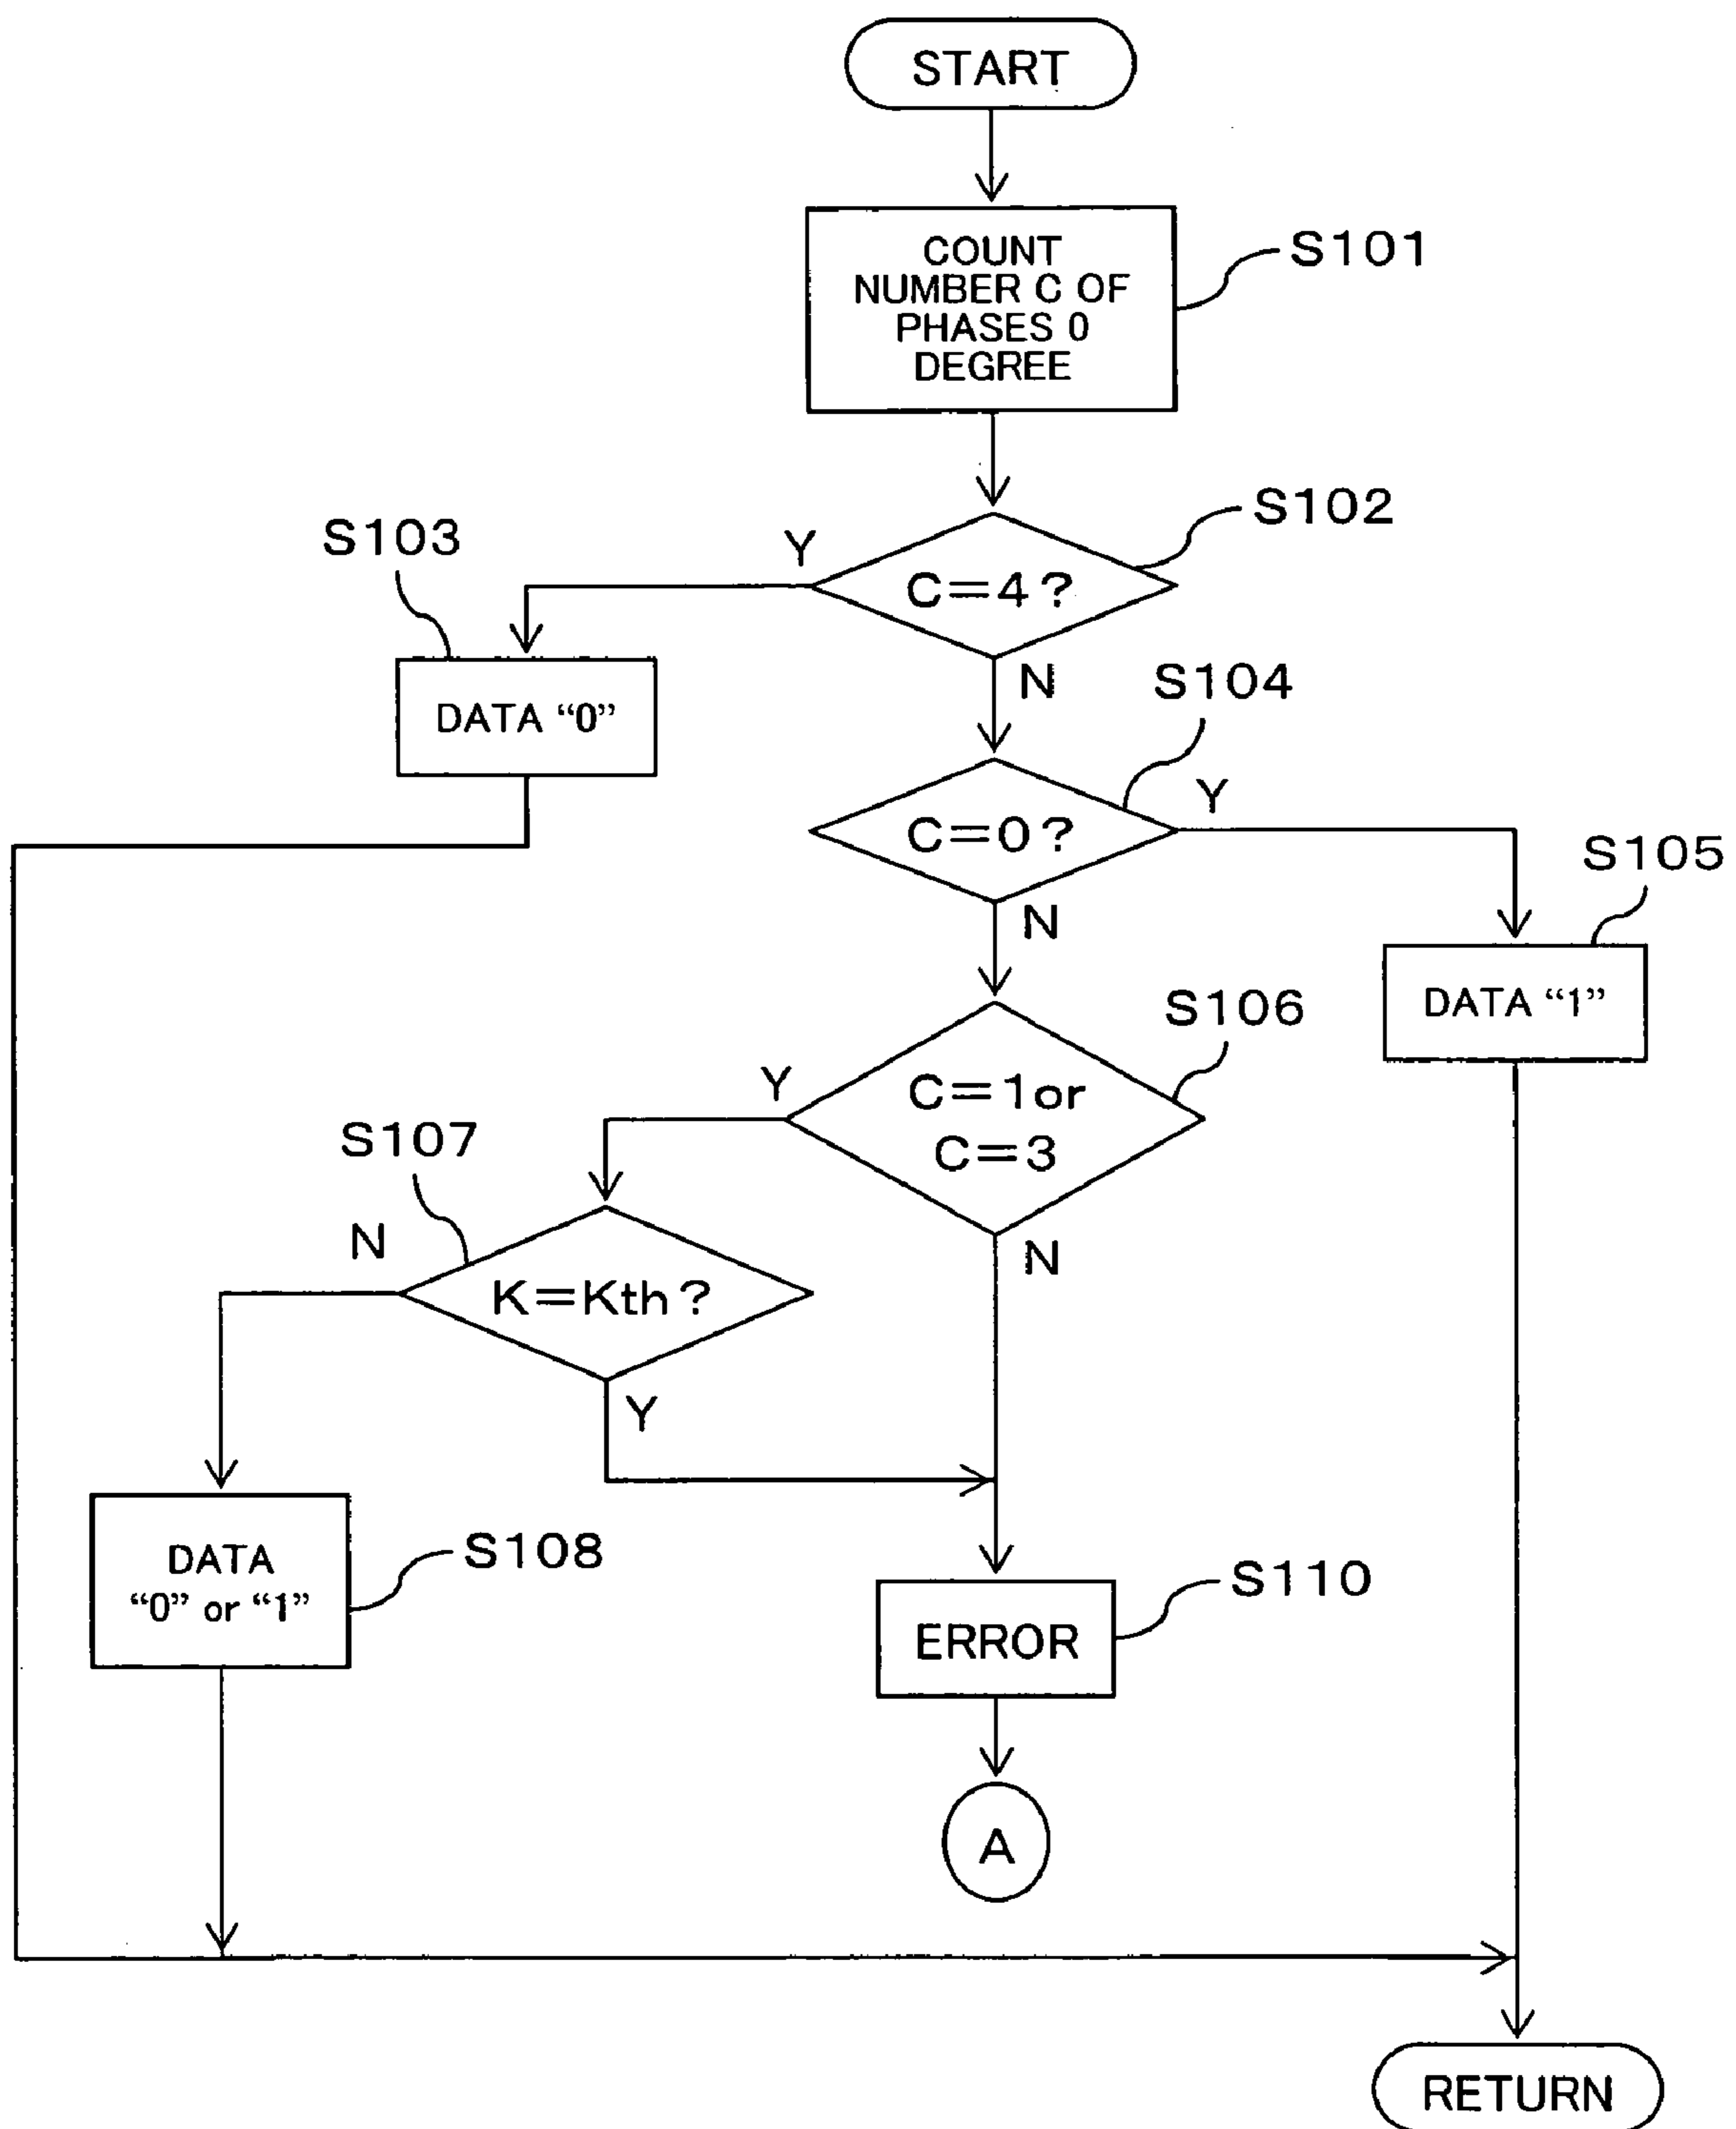 START
COUNT
NUMBER C OF
PHASES 0
DEGREE
S101
S102
Y
C=4?
N
S103
DATA “0”
S104
C=0?
Y
N
S105
DATA “1”
S106
C=1or
C=3
Y
N
S107
K=Kth?
N
Y
S108
DATA
“0” or “1”
S110
ERROR
A
RETURN